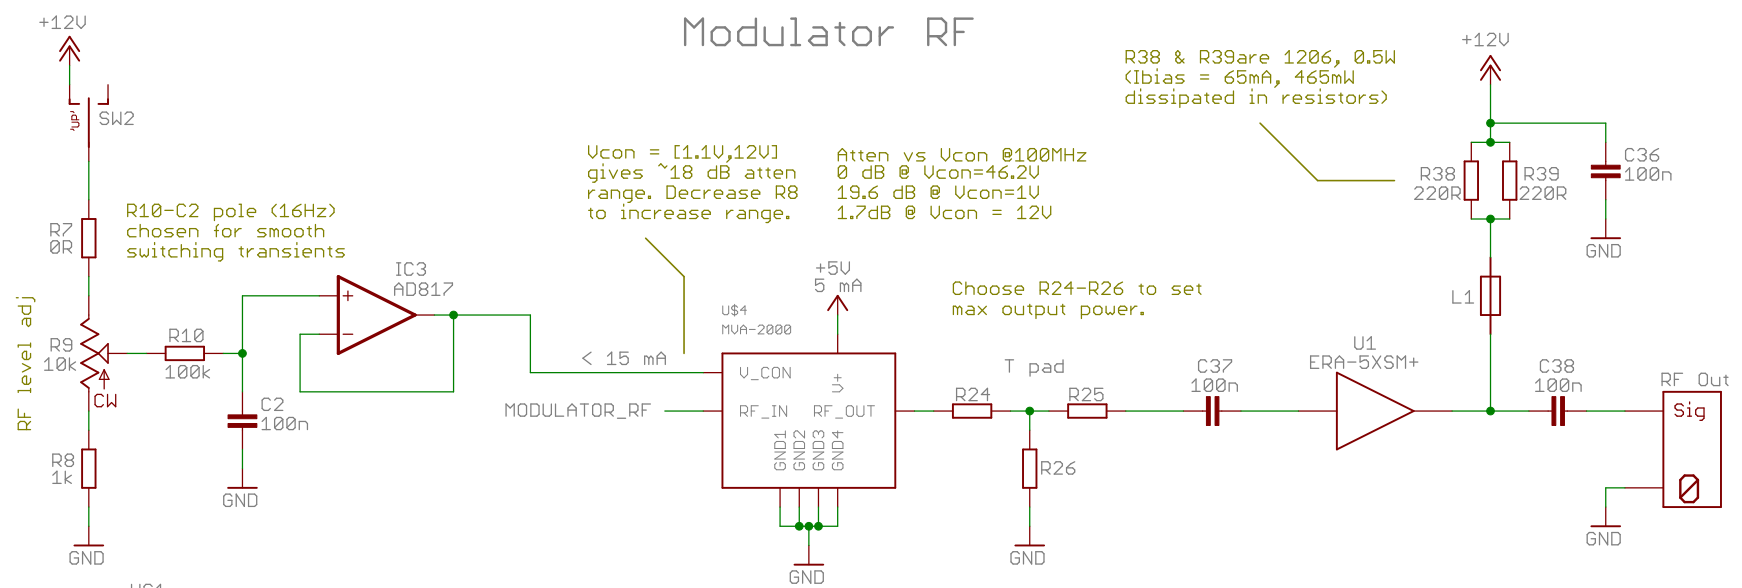 Modulator RF
+12V
'UP'
SW2
R7
0R
R10-C2 pole (16Hz)
chosen for smooth
switching transients
RF level adj
R9
10k
CW
R8
1k
GND
R10
100k
C2
100n
GND
IC3
AD817
+
-
Vcon = [1.1V,12V]
gives ~18 dB atten
range. Decrease R8
to increase range.
Atten vs Vcon @100MHz
0 dB @ Vcon=46.2V
19.6 dB @ Vcon=1V
1.7dB @ Vcon = 12V
+5V
5 mA
U$4
MVA-2000
< 15 mA
MODULATOR_RF
V_CON
V+
RF_IN
RF_OUT
GND1
GND2
GND3
GND4
GND
Choose R24-R26 to set
max output power.
T pad
R24
R25
R26
GND
C37
100n
U1
ERA-5XSM+
R38 & R39are 1206, 0.5W
(Ibias = 65mA, 465mW
dissipated in resistors)
+12V
R38
220R
R39
220R
C36
100n
GND
L1
C38
100n
RF Out
Sig
GND